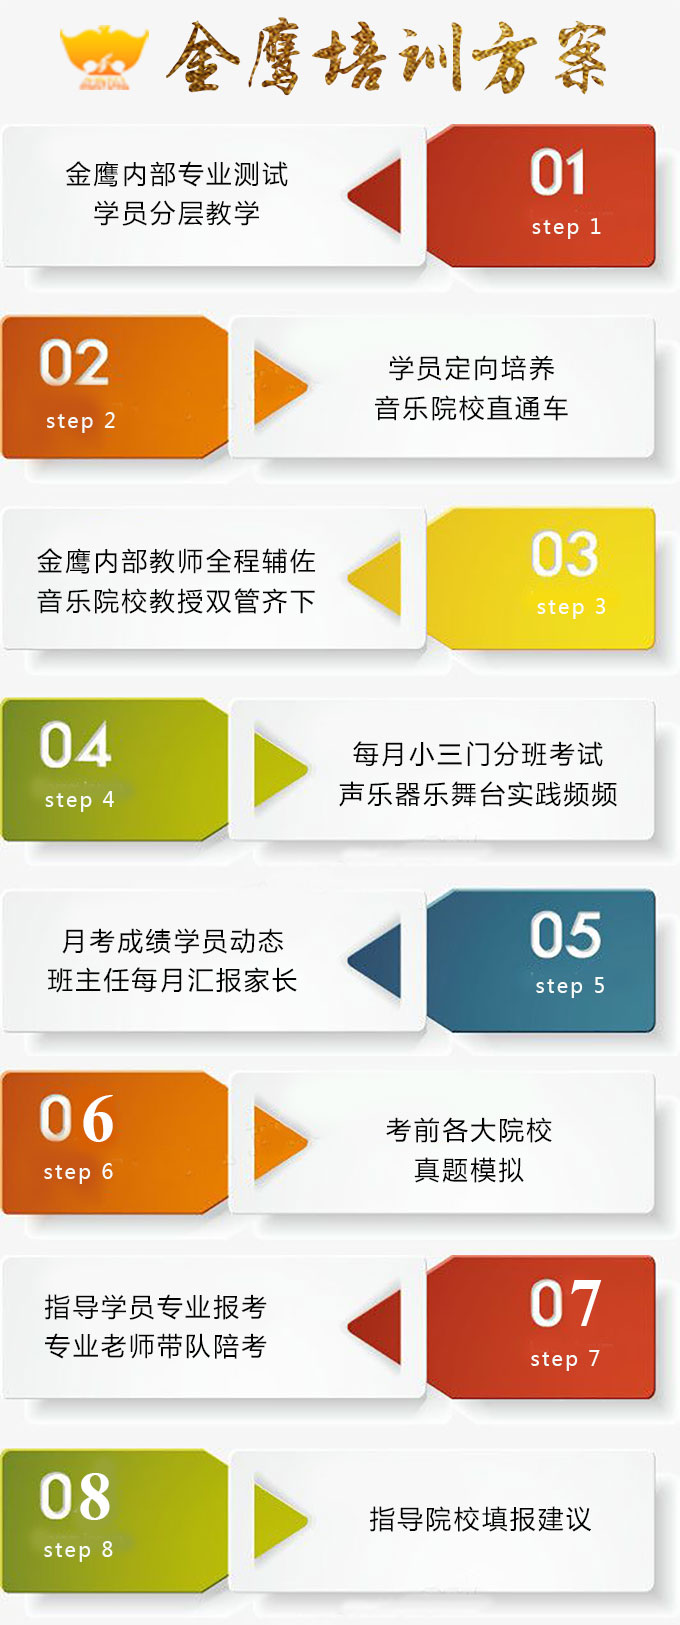 金鹰培训方案
金鹰内部专业测试
学员分层教学
01
step 1
02
step 2
学员定向培养
音乐院校直通车
金鹰内部教师全程辅佐
音乐院校教授双管齐下
03
step 3
04
step 4
每月小三门分班考试
声乐器乐舞台实践频频
月考成绩学员动态
班主任每月汇报家长
05
step 5
06
step 6
考前各大院校
真题模拟
指导学员专业报考
专业老师带队陪考
07
step 7
08
step 8
指导院校填报建议